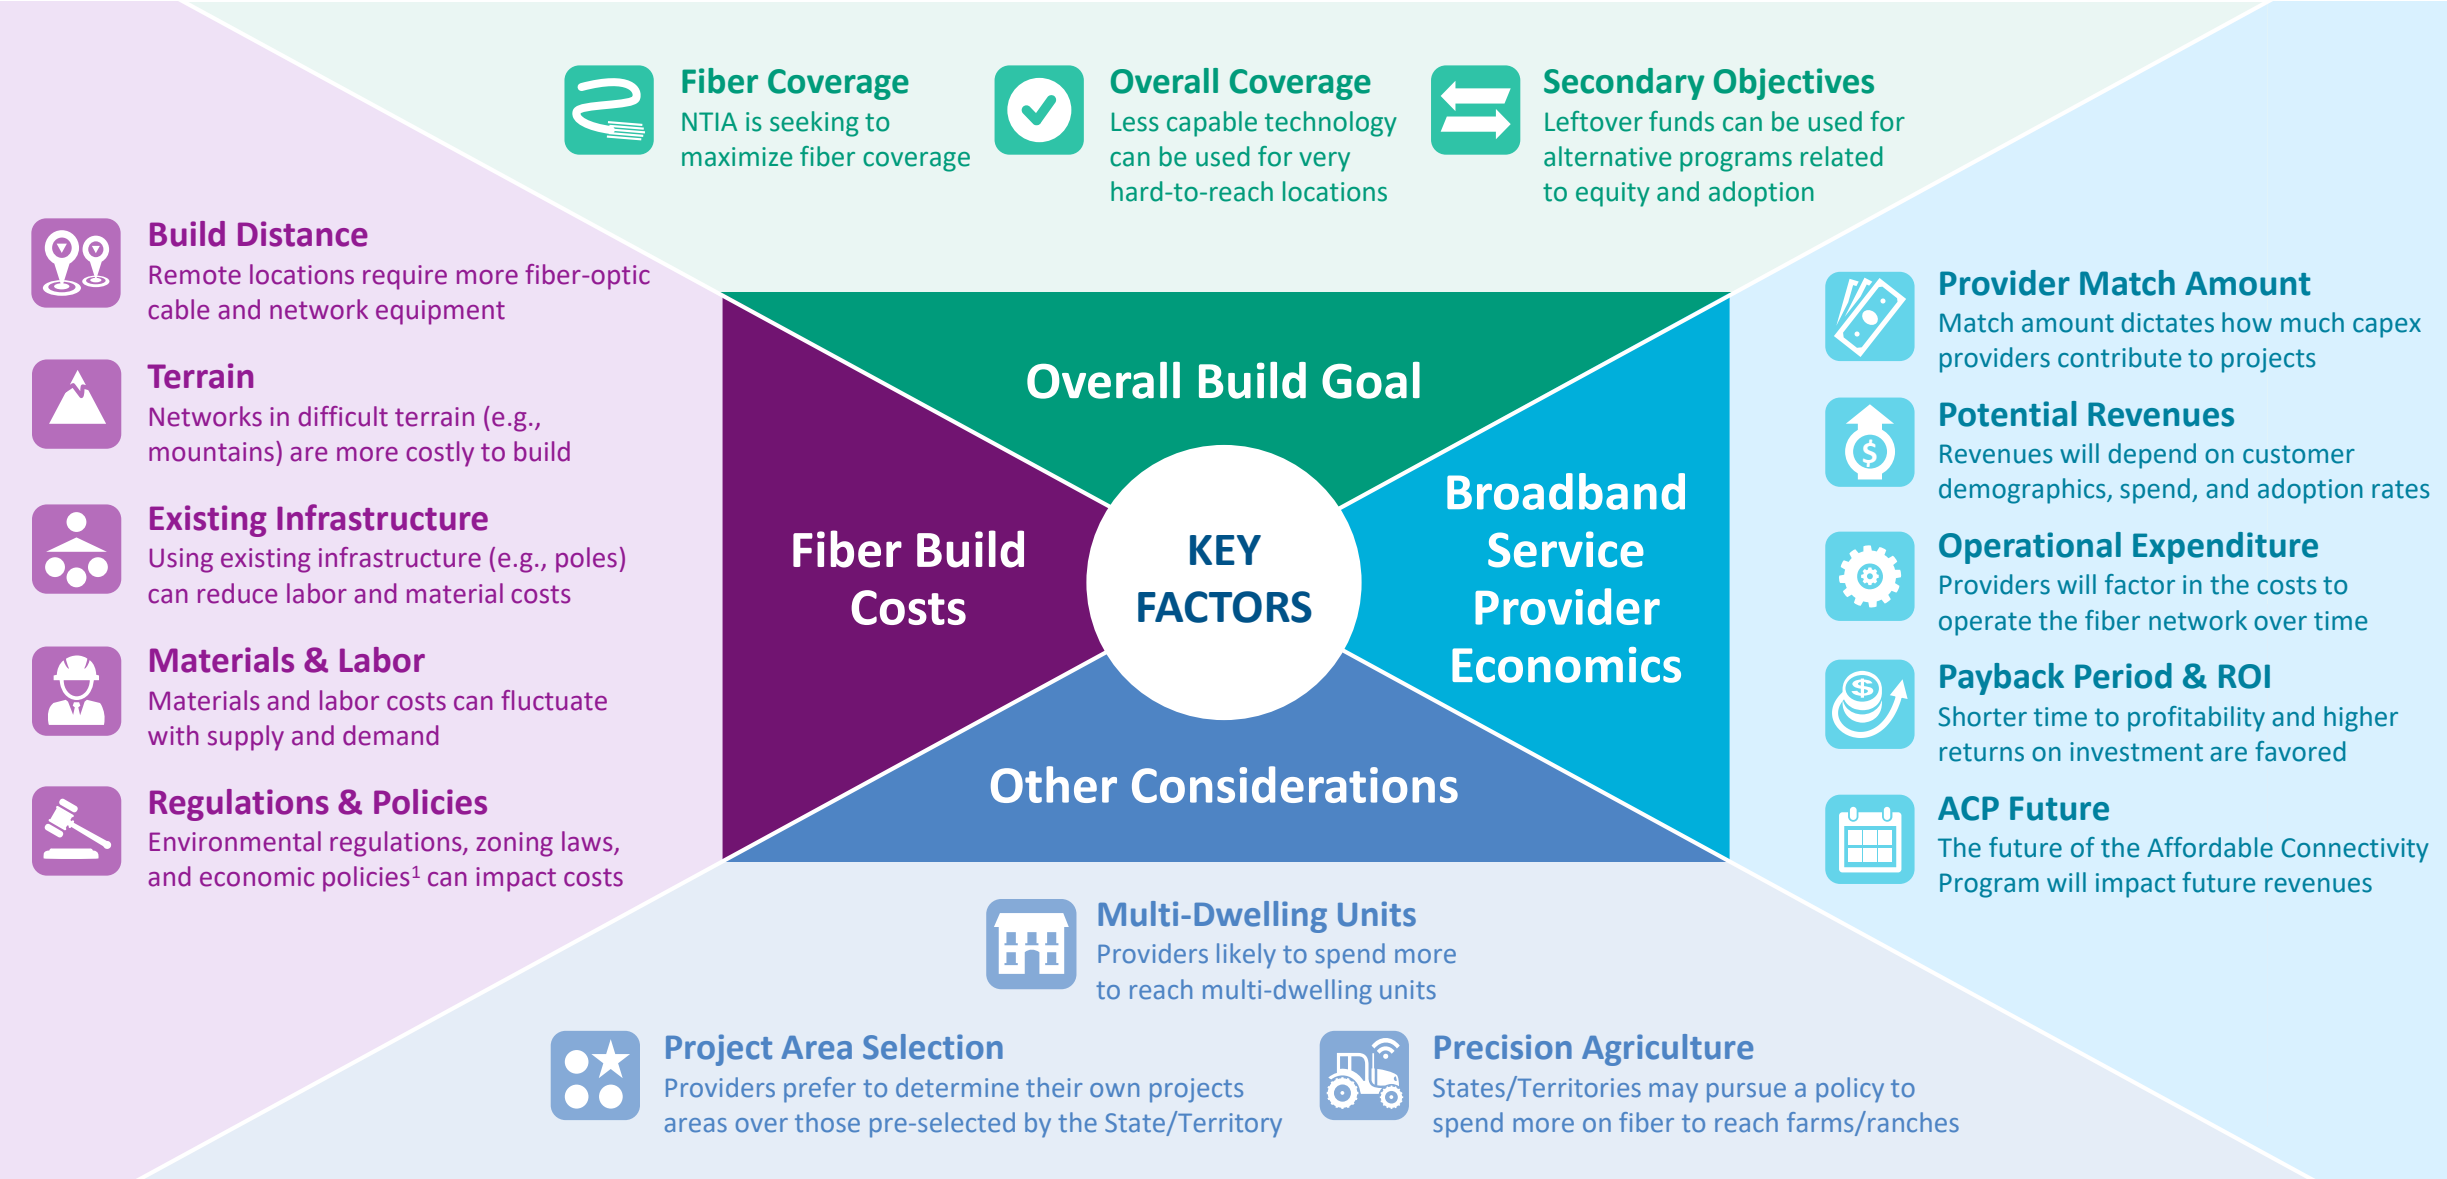 Fiber Coverage
NTIA is seeking to
maximize fiber coverage
Overall Coverage
Less capable technology
can be used for very
hard-to-reach locations
Secondary Objectives
Leftover funds can be used for
alternative programs related
to equity and adoption
Build Distance
Remote locations require more fiber-optic
cable and network equipment
Terrain
Networks in difficult terrain (e.g.,
mountains) are more costly to build
Existing Infrastructure
Using existing infrastructure (e.g., poles)
can reduce labor and material costs
Materials & Labor
Materials and labor costs can fluctuate
with supply and demand
Regulations & Policies
Environmental regulations, zoning laws,
and economic policies¹ can impact costs
Overall Build Goal
Fiber Build
Costs
KEY
FACTORS
Broadband
Service
Provider
Economics
Other Considerations
Provider Match Amount
Match amount dictates how much capex
providers contribute to projects
Potential Revenues
Revenues will depend on customer
demographics, spend, and adoption rates
Operational Expenditure
Providers will factor in the costs to
operate the fiber network over time
Payback Period & ROI
Shorter time to profitability and higher
returns on investment are favored
ACP Future
The future of the Affordable Connectivity
Program will impact future revenues
Multi-Dwelling Units
Providers likely to spend more
to reach multi-dwelling units
Project Area Selection
Providers prefer to determine their own projects
areas over those pre-selected by the State/Territory
Precision Agriculture
States/Territories may pursue a policy to
spend more on fiber to reach farms/ranches